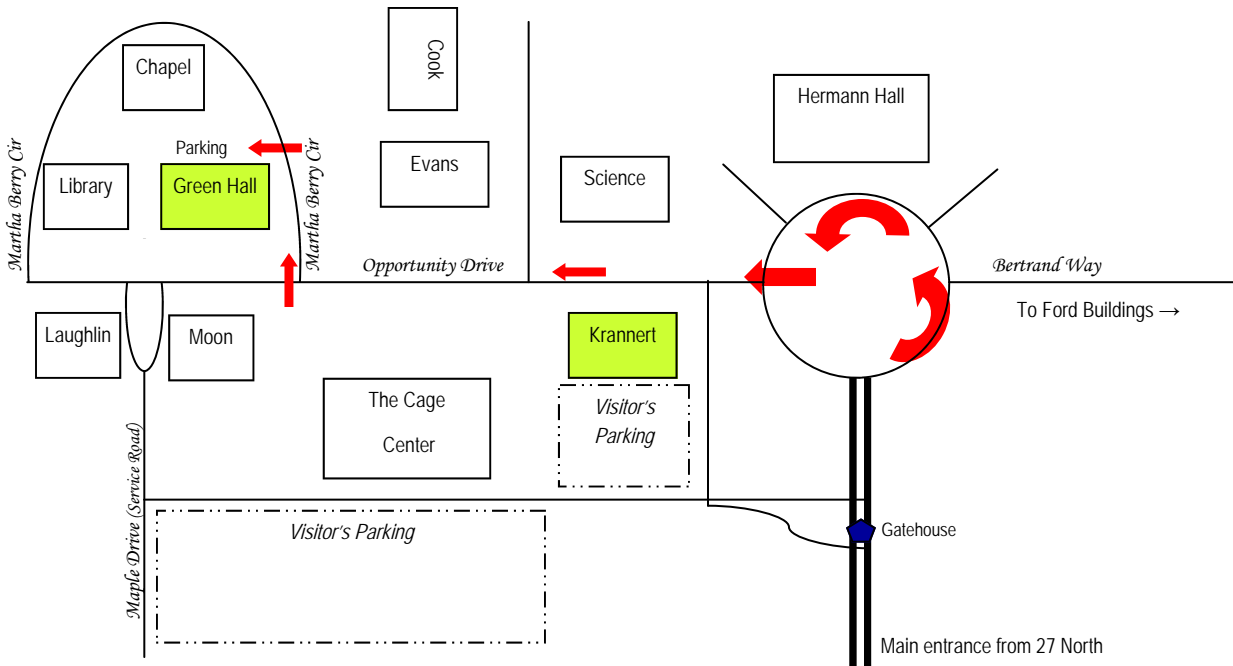 Cook
Chapel
Hermann Hall
Parking
Evans
Science
Library
Green Hall
Martha Berry Cir
Martha Berry Cir
Opportunity Drive
Bertrand Way
To Ford Buildings →
Laughlin
Moon
Krannert
The Cage
Center
Visitor's
Parking
Maple Drive (Service Road)
Visitor's Parking
Gatehouse
Main entrance from 27 North